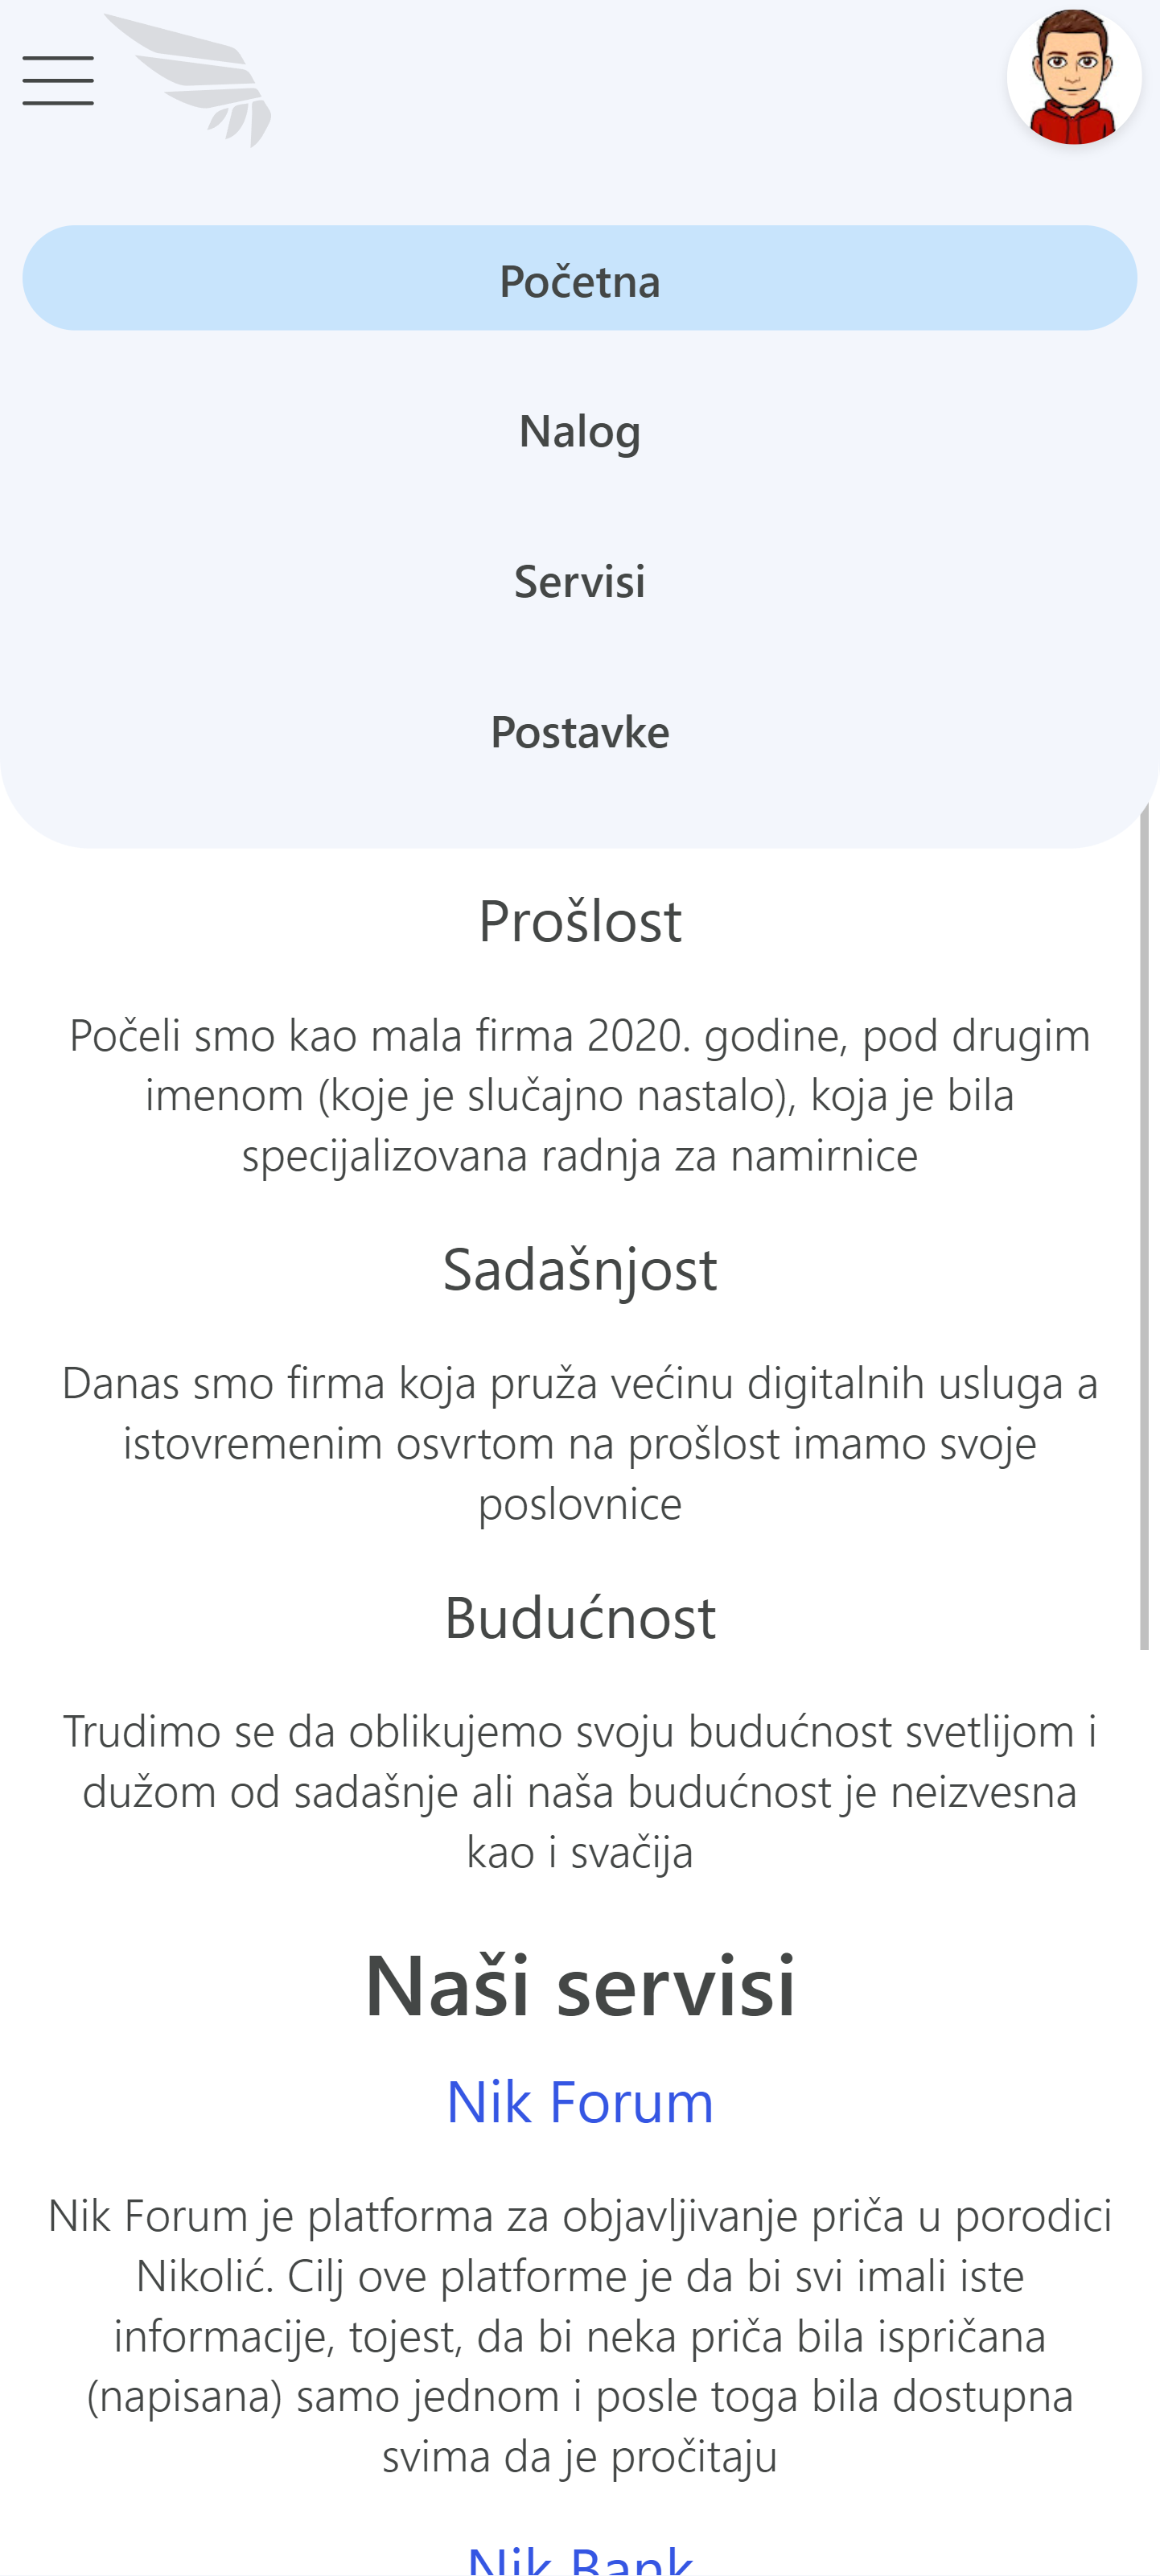 Početna
Nalog
Servisi
Postavke
Prošlost
Počeli smo kao mala firma 2020. godine, pod drugim
imenom (koje je slučajno nastalo), koja je bila
specijalizovana radnja za namirnice
Sadašnjost
Danas smo firma koja pruža većinu digitalnih usluga a
istovremenim osvrtom na prošlost imamo svoje
poslovnice
Budućnost
Trudimo se da oblikujemo svoju budućnost svetlijom i
dužom od sadašnje ali naša budućnost je neizvesna
kao i svačija
Naši servisi
Nik Forum
Nik Forum je platforma za objavljivanje priča u porodici
Nikolić. Cilj ove platforme je da bi svi imali iste
informacije, tojest, da bi neka priča bila ispričana
(napisana) samo jednom i posle toga bila dostupna
svima da je pročitaju
Nik Bank